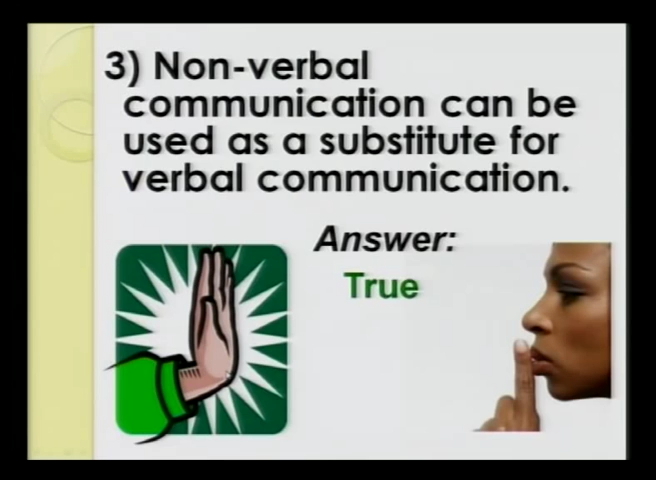 3) Non-verbal
communication can be
used as a substitute for
verbal communication.
Answer:
True